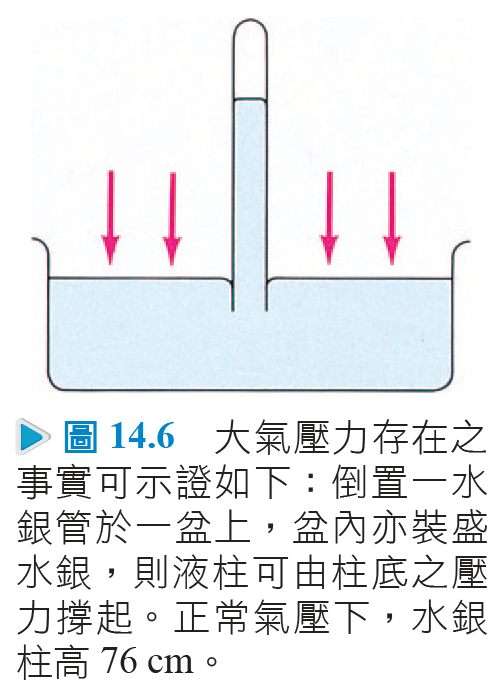 圖 14.6 大氣壓力存在之
事實可示證如下：倒置一水
銀管於一盆上，盆內亦裝盛
水銀，則液柱可由柱底之壓
力撐起。正常氣壓下，水銀
柱高 76 cm。